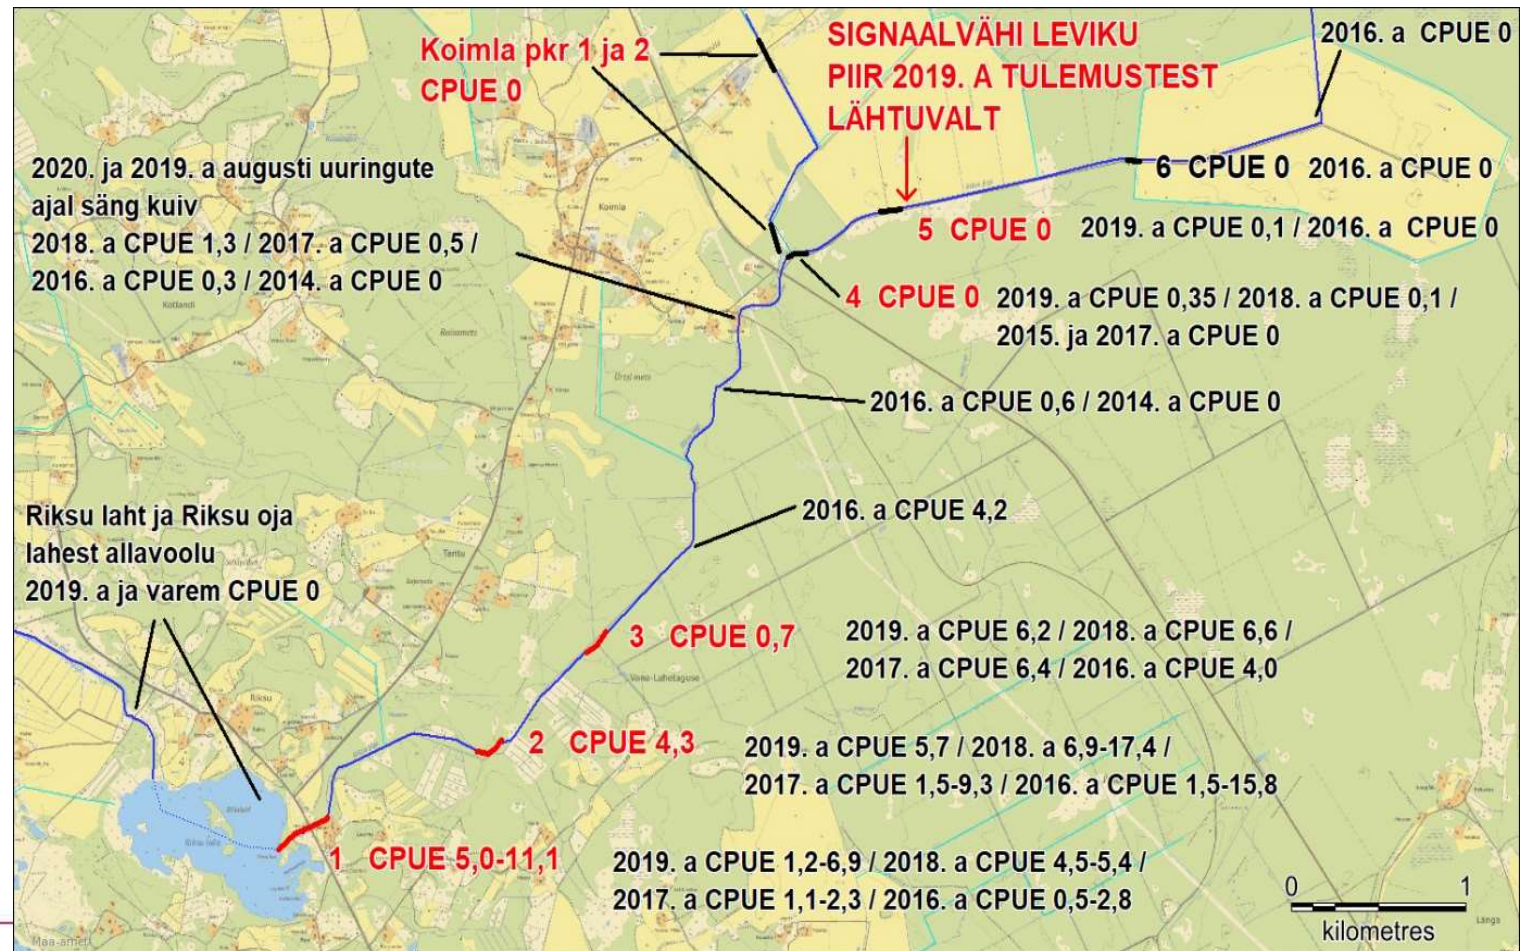 Koimla pkr 1 ja 2
CPUE 0
SIGNAALVÄHI LEVIKU
PIIR 2019. A TULEMUSTEST
LÄHTUVALT
2016. a CPUE 0
2020. ja 2019. a augusti uuringute
ajal säng kuiv
2018. a CPUE 1,3 / 2017. a CPUE 0,5 /
2016. a CPUE 0,3 / 2014. a CPUE 0
6 CPUE 0 2016. a CPUE 0
5 CPUE 0 2019. a CPUE 0,1 / 2016. a CPUE 0
4 CPUE 0 2019. a CPUE 0,35 / 2018. a CPUE 0,1 /
2015. ja 2017. a CPUE 0
Koimla
Kotlandi
2016. a CPUE 0,6 / 2014. a CPUE 0
2016. a CPUE 4,2
Riksu laht ja Riksu oja
lahest allavoolu
2019. a ja varem CPUE 0
Tantsu
3 CPUE 0,7 2019. a CPUE 6,2 / 2018. a CPUE 6,6 /
2017. a CPUE 6,4 / 2016. a CPUE 4,0
Vana-Lahetaguse
Riksu
2 CPUE 4,3 2019. a CPUE 5,7 / 2018. a 6,9-17,4 /
2017. a CPUE 1,5-9,3 / 2016. a CPUE 1,5-15,8
1 CPUE 5,0-11,1 2019. a CPUE 1,2-6,9 / 2018. a CPUE 4,5-5,4 /
2017. a CPUE 1,1-2,3 / 2016. a CPUE 0,5-2,8
0 1
kilometres
Maa-amet